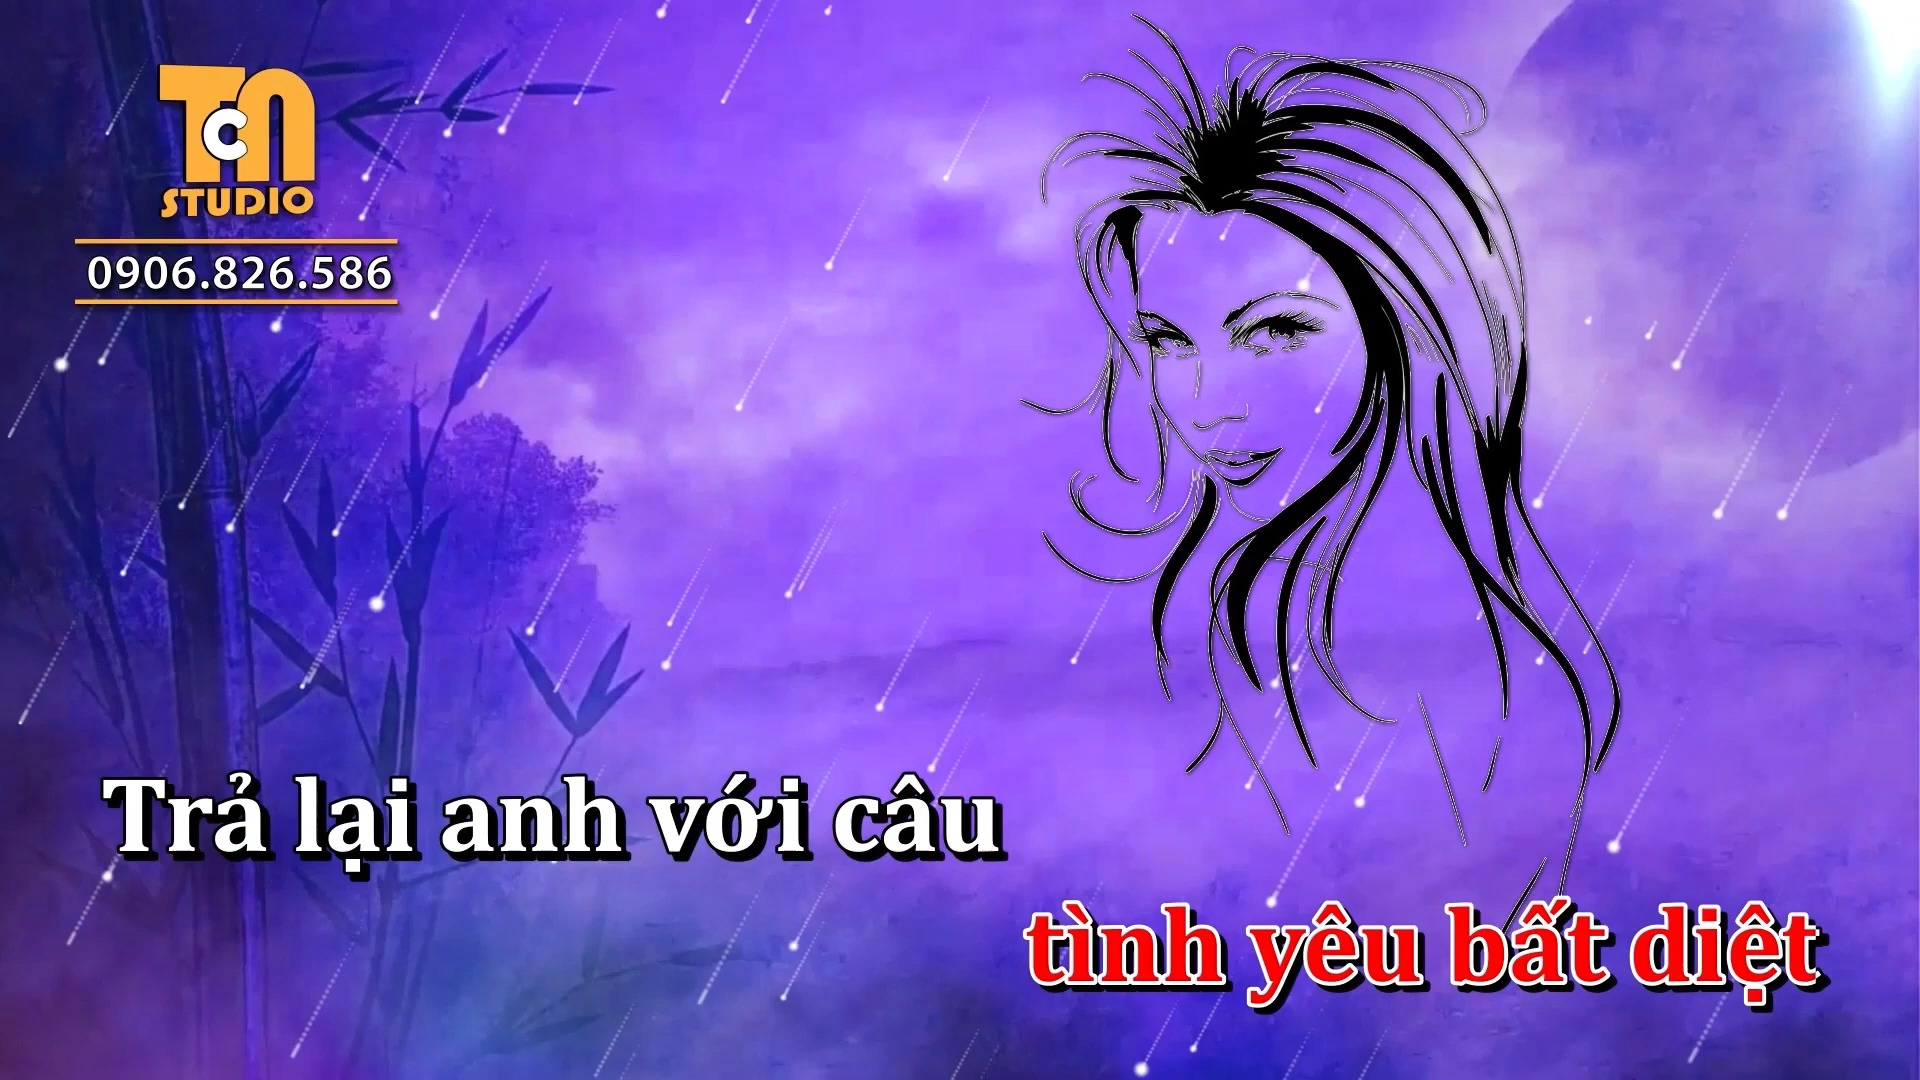 TCN
STUDIO
0906.826.586
Trả lại anh với câu
tình yêu bất diệt